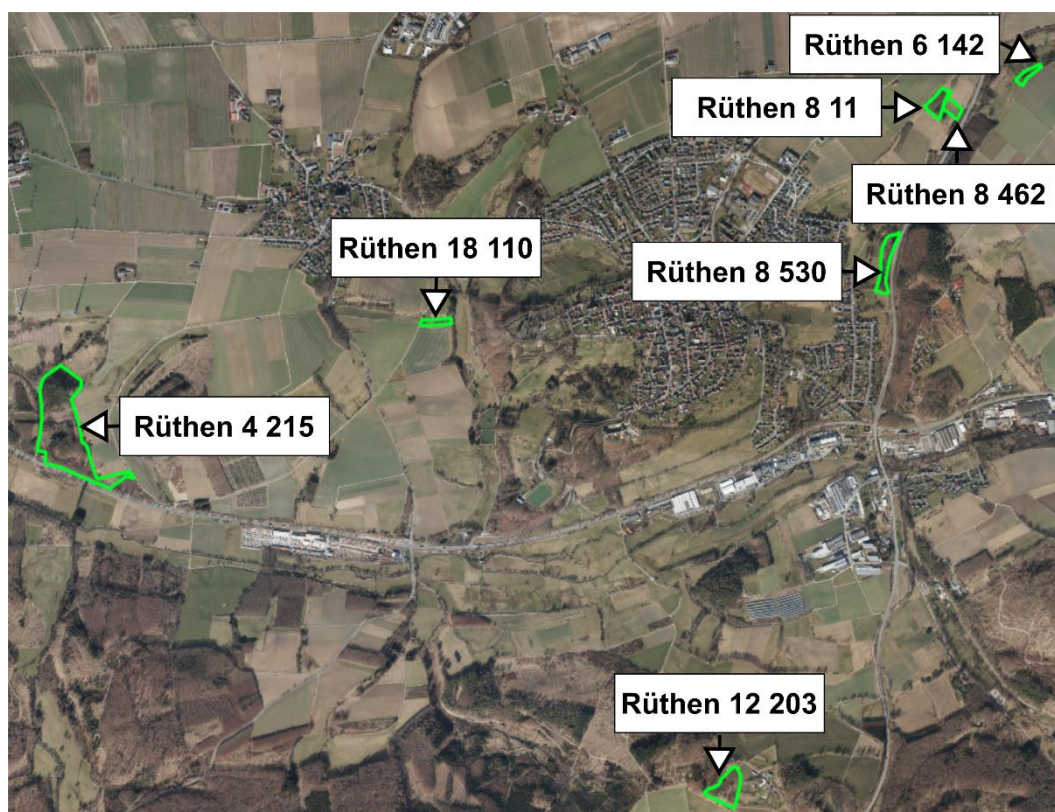 Rüthen 6 142
Rüthen 8 11
Rüthen 8 462
Rüthen 18 110
Rüthen 8 530
Rüthen 4 215
Rüthen 12 203